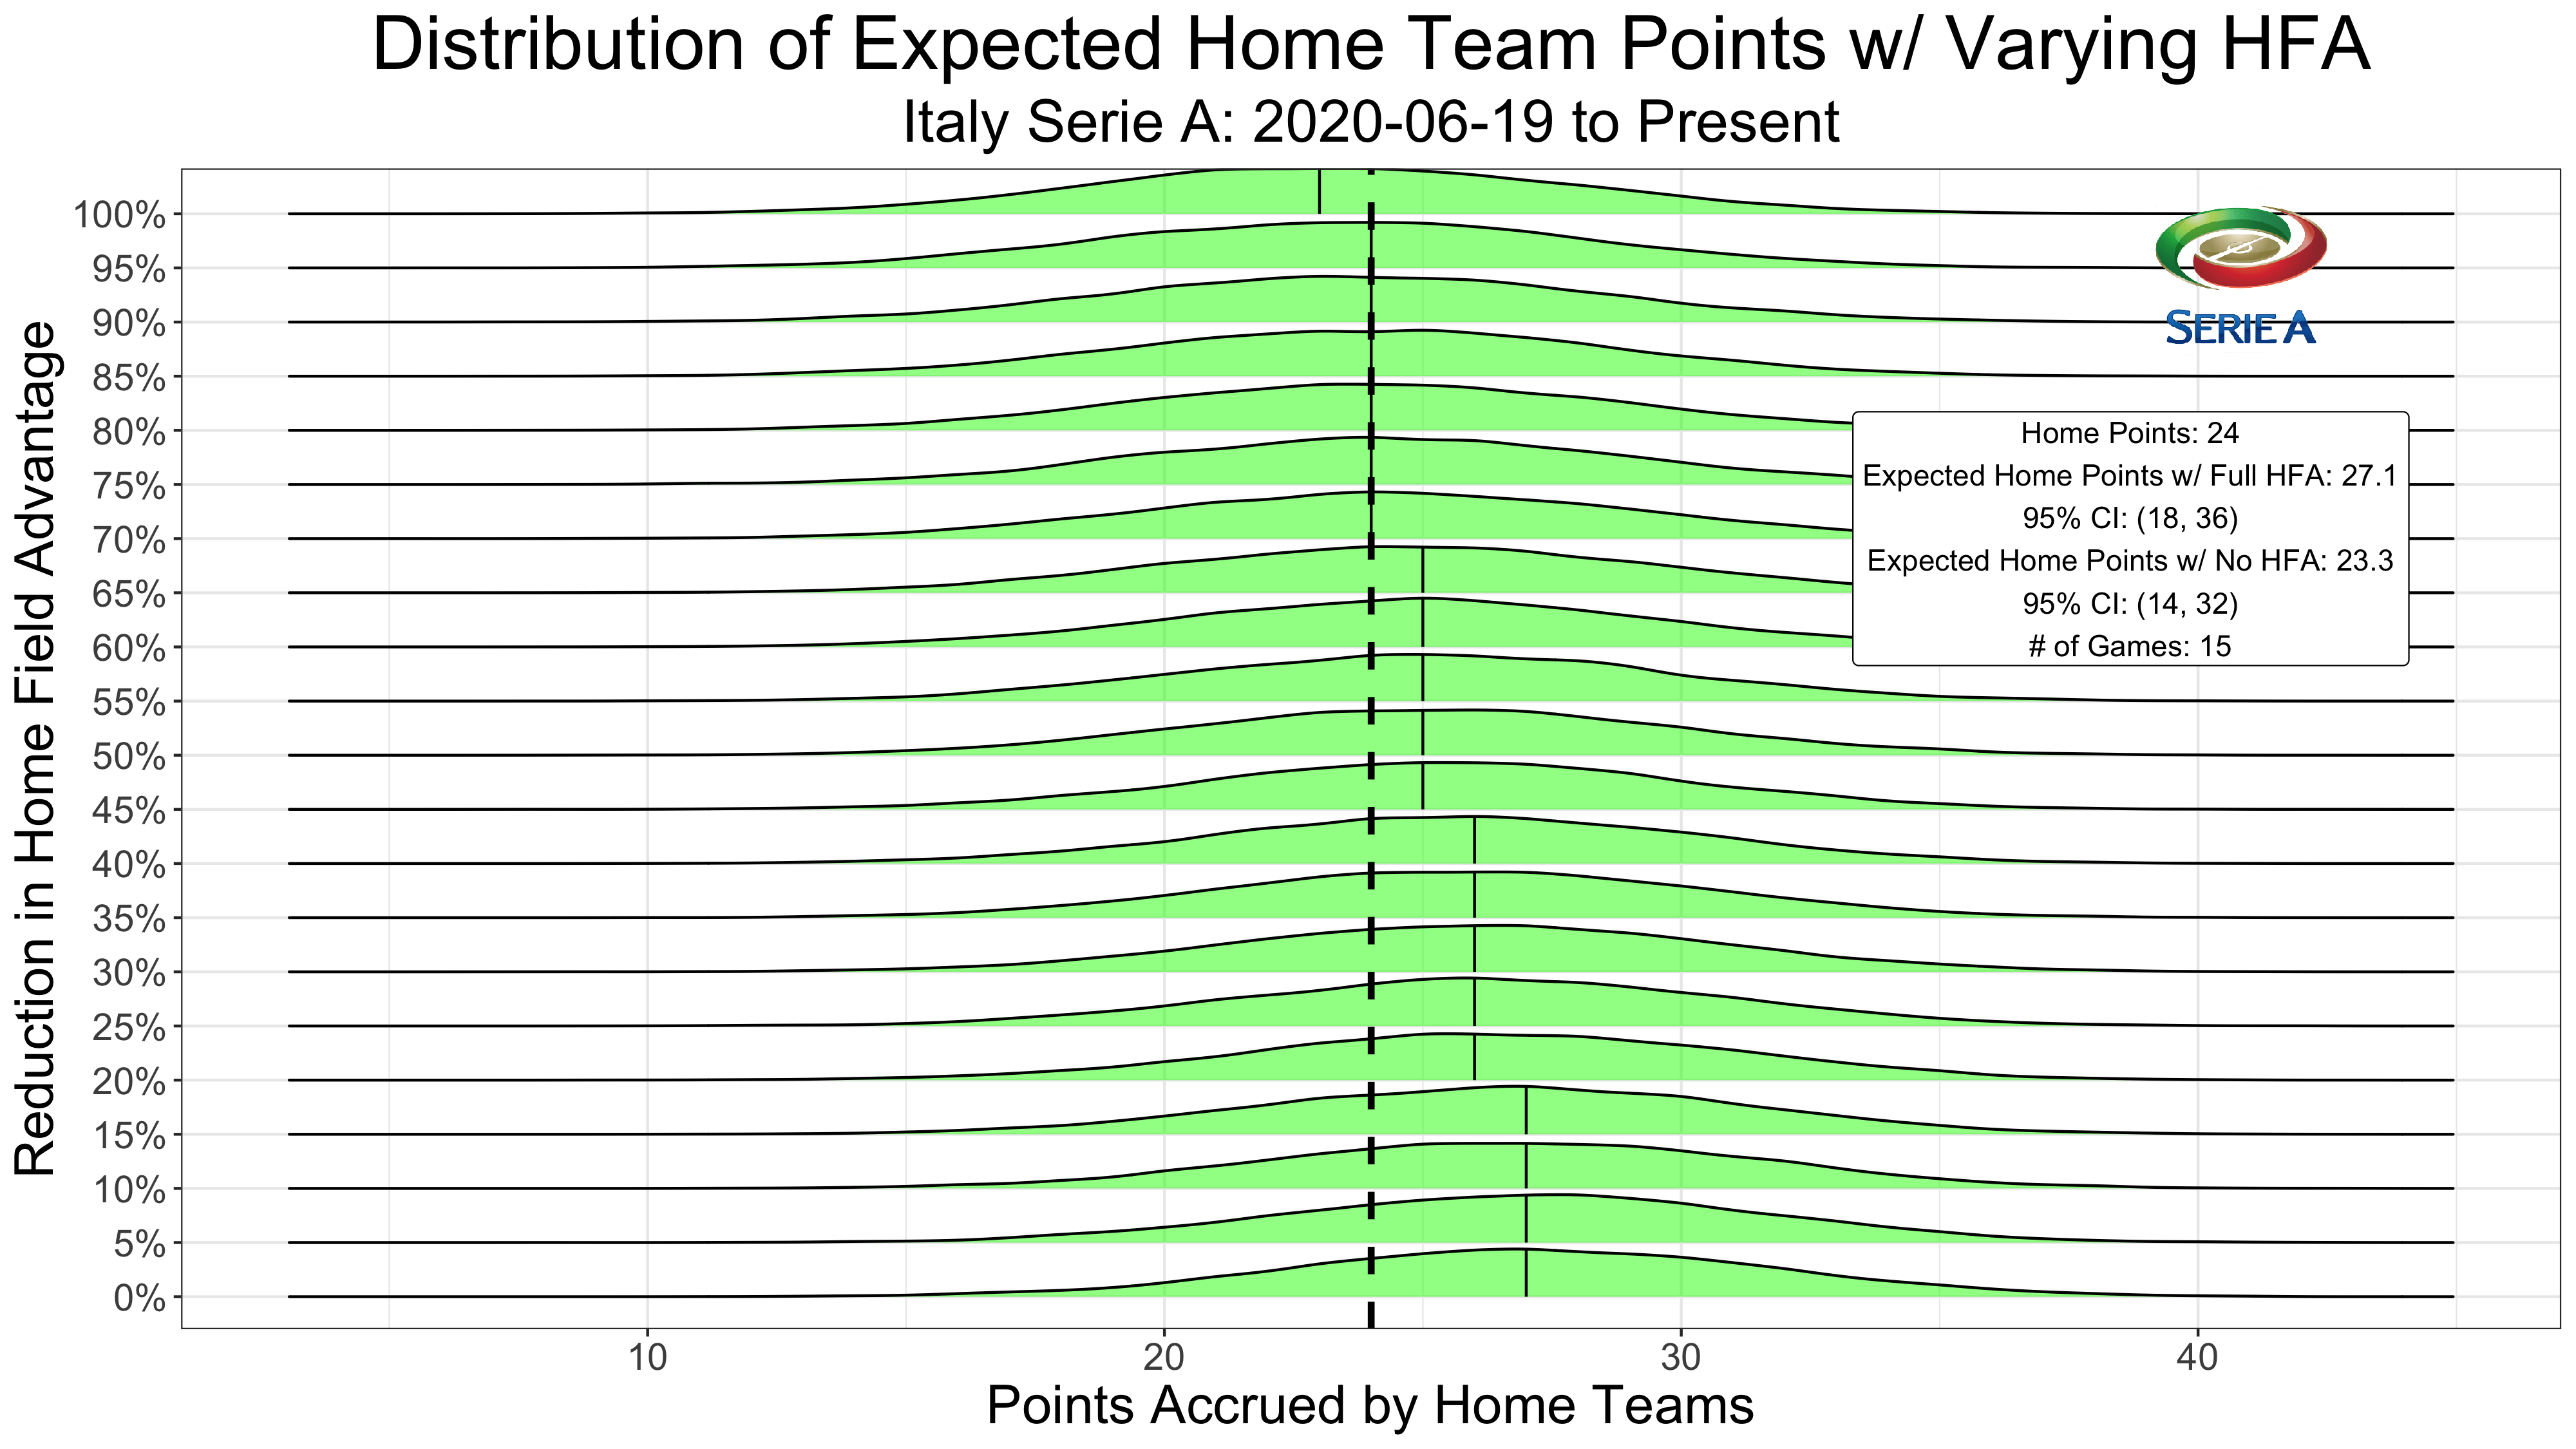 Distribution of Expected Home Team Points w/ Varying HFA
Italy Serie A: 2020-06-19 to Present
Reduction in Home Field Advantage
100%
95%
90%
85%
80%
75%
70%
65%
60%
55%
50%
45%
40%
35%
30%
25%
20%
15%
10%
5%
0%
SERIE A
Home Points: 24
Expected Home Points w/ Full HFA: 27.1
95% CI: (18, 36)
Expected Home Points w/ No HFA: 23.3
95% CI: (14, 32)
# of Games: 15
10 20 30 40
Points Accrued by Home Teams